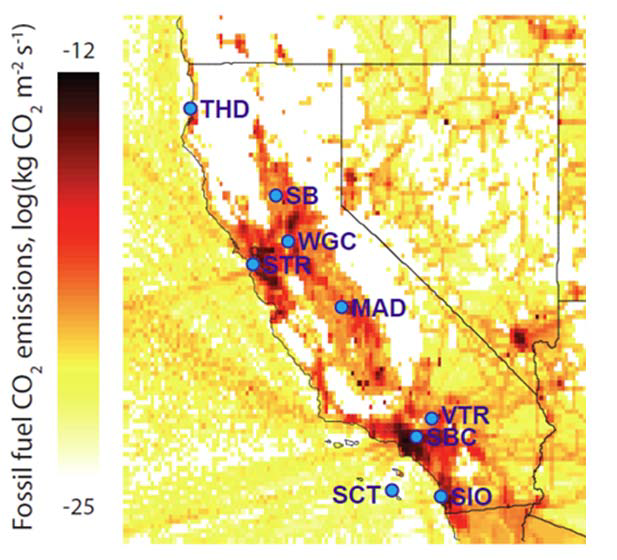 Fossil fuel CO₂ emissions, log(kg CO₂ m⁻² s⁻¹)
-12
-25
THD
SB
WGC
STR
MAD
VTR
SBC
SCT
SIO